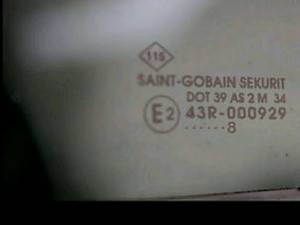 115
SAINT-GOBAIN SEKURIT
DOT 39 AS 2 M 34
E2 43R-000929
......8